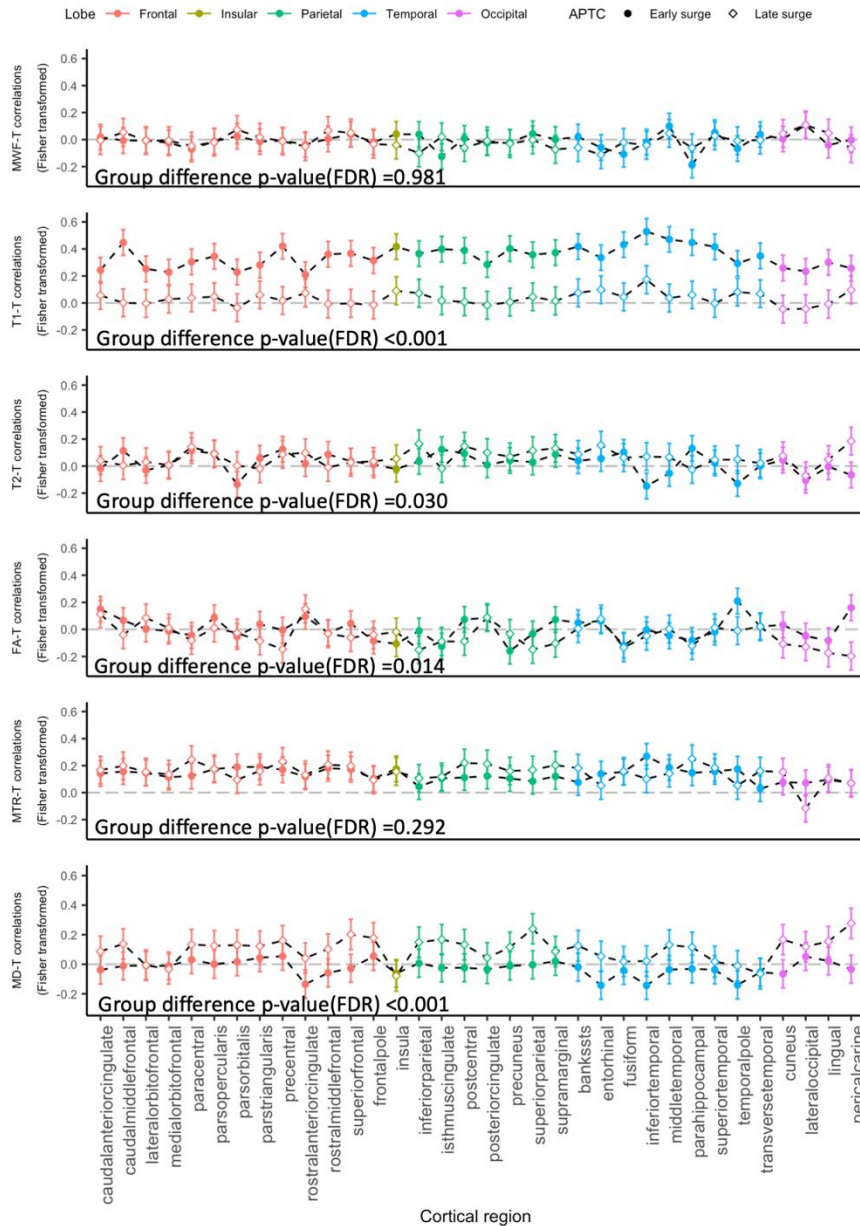 Lobe Frontal Insular Parietal Temporal Occipital APTC Early surge Late surge
MWF-T correlations
(Fisher transformed)
0.6
0.4
0.2
0.0
-0.2
Group difference p-value(FDR) =0.981
T1-T correlations
(Fisher transformed)
0.6
0.4
0.2
0.0
-0.2
Group difference p-value(FDR) <0.001
T2-T correlations
(Fisher transformed)
0.6
0.4
0.2
0.0
-0.2
Group difference p-value(FDR) =0.030
FA-T correlations
(Fisher transformed)
0.6
0.4
0.2
0.0
-0.2
Group difference p-value(FDR) =0.014
MTR-T correlations
(Fisher transformed)
0.6
0.4
0.2
0.0
-0.2
Group difference p-value(FDR) =0.292
MD-T correlations
(Fisher transformed)
0.6
0.4
0.2
0.0
-0.2
Group difference p-value(FDR) <0.001
caudalanteriorcingulate
caudalmiddlefrontal
lateralorbitofrontal
medialorbitofrontal
paracentral
parsopercularis
parsorbitalis
parstriangularis
precentral
rostralanteriorcingulate
rostralmiddlefrontal
superiorfrontal
frontalpole
insula
inferiorparietal
isthmuscingulate
postcentral
posteriorcingulate
precuneus
superiorparietal
supramarginal
bankssts
entorhinal
fusiform
inferiortemporal
middletemporal
parahippocampal
superiortemporal
temporalpole
transversetemporal
cuneus
lateraloccipital
lingual
pericalcarine
Cortical region